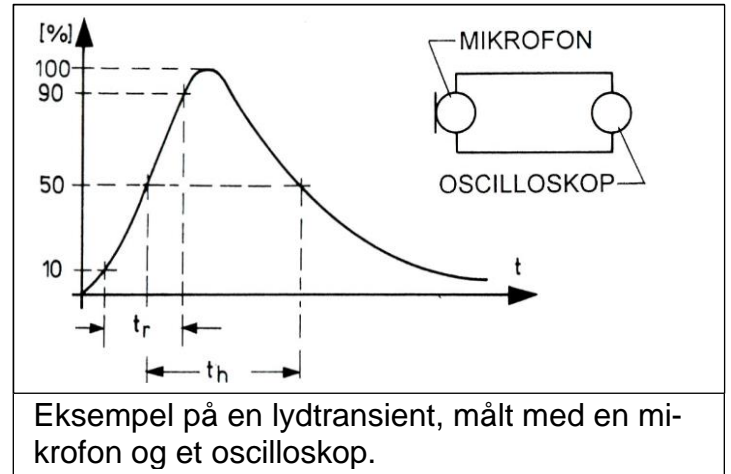 [%]
100
90
50
10
t
tr
th
MIKROFON
OSCILLOSKOP
Eksempel på en lydtransient, målt med en mi-
krofon og et oscilloskop.